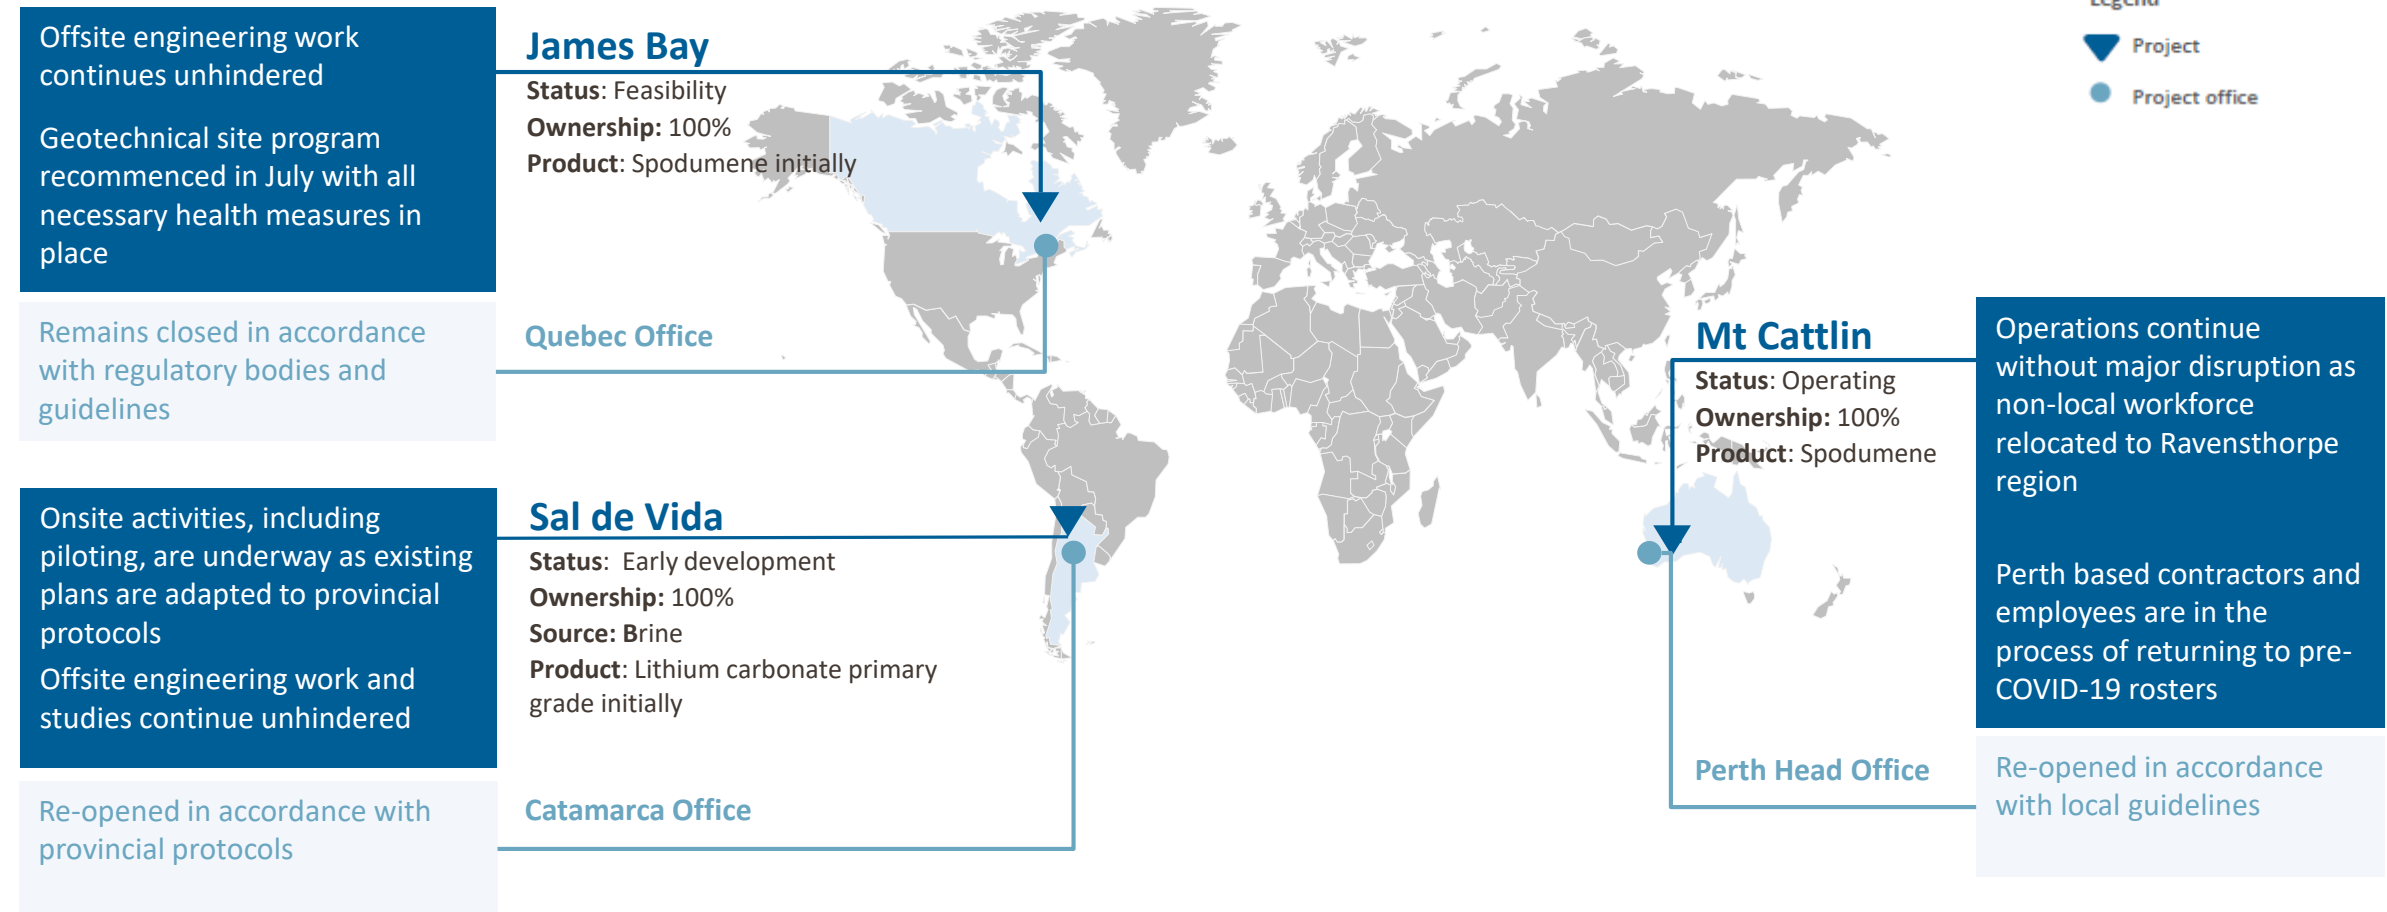 Offsite engineering work
continues unhindered
Geotechnical site program
recommenced in July with all
necessary health measures in
place
James Bay
Status: Feasibility
Ownership: 100%
Product: Spodumene initially
Legend
Project
Project office
Remains closed in accordance
with regulatory bodies and
guidelines
Quebec Office
Mt Cattlin
Status: Operating
Ownership: 100%
Product: Spodumene
Operations continue
without major disruption as
non-local workforce
relocated to Ravensthorpe
region
Perth based contractors and
employees are in the
process of returning to pre-
COVID-19 rosters
Onsite activities, including
piloting, are underway as existing
plans are adapted to provincial
protocols
Offsite engineering work and
studies continue unhindered
Sal de Vida
Status: Early development
Ownership: 100%
Source: Brine
Product: Lithium carbonate primary
grade initially
Perth Head Office
Re-opened in accordance
with local guidelines
Re-opened in accordance with
provincial protocols
Catamarca Office